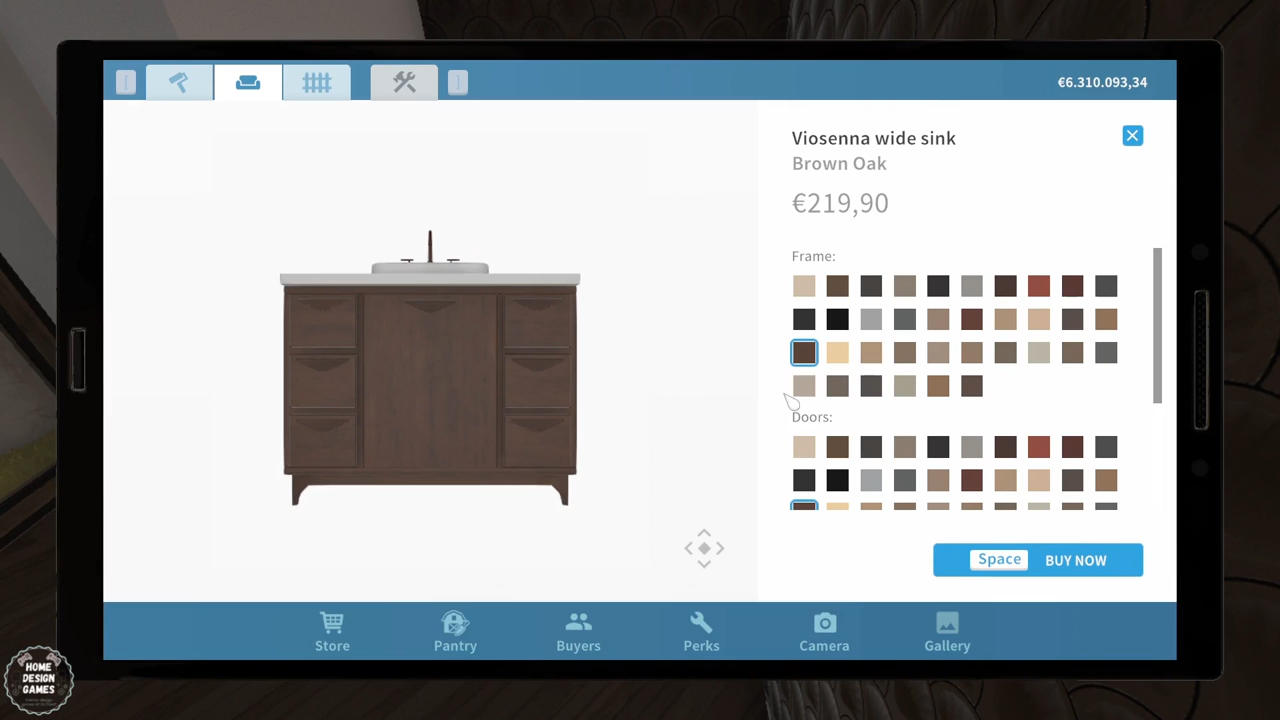 €6.310.093,34
Viosenna wide sink
Brown Oak
€219,90
Frame:
Doors:
Space BUY NOW
Store Pantry Buyers Perks Camera Gallery
HOME
DESIGN
GAMES